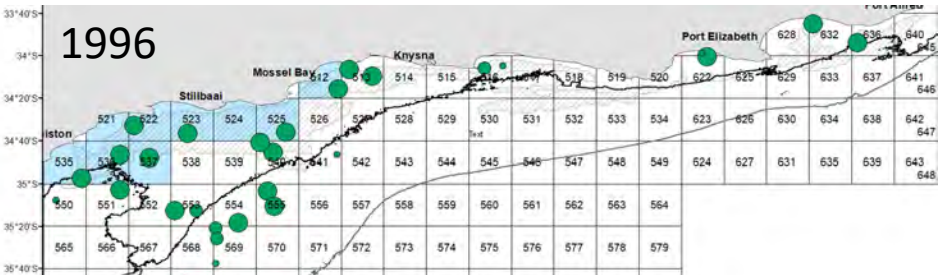 33°40'S
Port Alfred
1996
628 632 636 640
34°S
Knysna
Port Elizabeth
645
Mossel Bay
512 513 514 515 516 517 518 519 520 622 625 629 633 637 641
34°20'S
Stilbaai
646
521 522 523 524 525 526 528 529 530 531 532 533 534 623 626 630 634 638 642
34°40'S
iston
Text
647
535 536 537 538 539 540 541 542 543 544 545 546 547 548 549 624 627 631 635 639 643
35°S
648
550 551 552 553 554 555 556 557 558 559 560 561 562 563 564
35°20'S
565 566 567 568 569 570 571 572 573 574 575 576 577 578 579
35°40'S